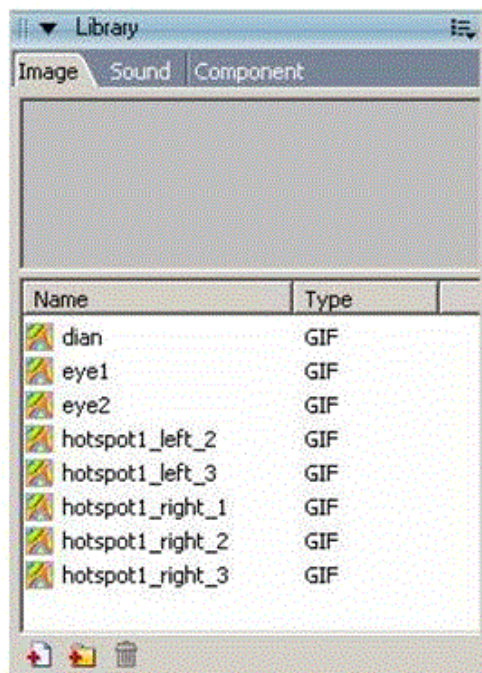 Library
Image Sound Component
Name Type
dian GIF
eye1 GIF
eye2 GIF
hotspot1_left_2 GIF
hotspot1_left_3 GIF
hotspot1_right_1 GIF
hotspot1_right_2 GIF
hotspot1_right_3 GIF